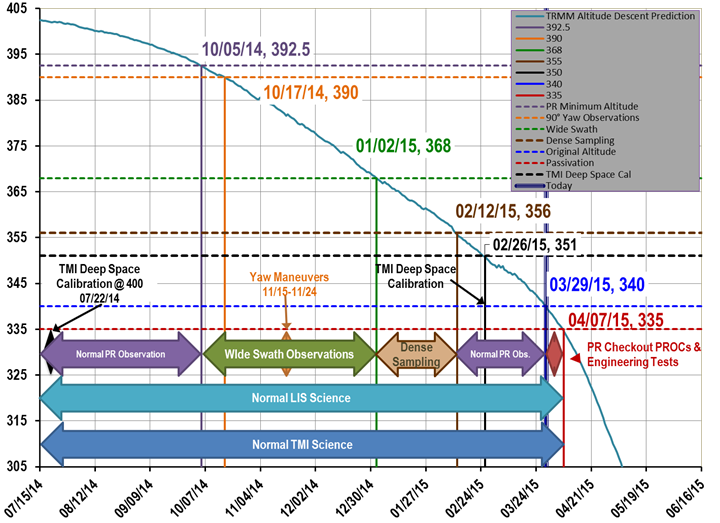 405
395
385
375
365
355
345
335
325
315
305
10/05/14, 392.5
10/17/14, 390
01/02/15, 368
02/12/15, 356
02/26/15, 351
03/29/15, 340
04/07/15, 335
TRMM Altitude Descent Prediction
392.5
390
368
355
350
340
335
PR Minimum Altitude
90° Yaw Observations
Wide Swath
Dense Sampling
Original Altitude
Passivation
TMI Deep Space Cal
Today
TMI Deep Space
Calibration @ 400
07/22/14
Yaw Maneuvers
11/15-11/24
TMI Deep Space
Calibration
Normal PR Observation
WIde Swath Observations
Dense
Sampling
Normal PR Obs.
PR Checkout PROCs &
Engineering Tests
Normal LIS Science
Normal TMI Science
07/15/14
08/12/14
09/09/14
10/07/14
11/04/14
12/02/14
12/30/14
01/27/15
02/24/15
03/24/15
04/21/15
05/19/15
06/16/15